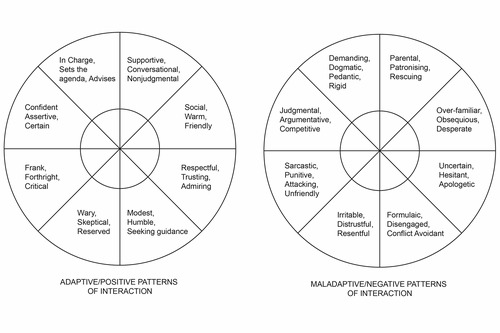 In Charge,
Sets the
agenda, Advises
Supportive,
Conversational,
Nonjudgmental
Confident
Assertive,
Certain
Social,
Warm,
Friendly
Frank,
Forthright,
Critical
Respectful,
Trusting,
Admiring
Wary,
Skeptical,
Reserved
Modest,
Humble,
Seeking guidance
ADAPTIVE/POSITIVE PATTERNS
OF INTERACTION
Demanding,
Dogmatic,
Pedantic,
Rigid
Parental,
Patronising,
Rescuing
Judgmental,
Argumentative,
Competitive
Over-familiar,
Obsequious,
Desperate
Sarcastic,
Punitive,
Attacking,
Unfriendly
Uncertain,
Hesitant,
Apologetic
Irritable,
Distrustful,
Resentful
Formulaic,
Disengaged,
Conflict Avoidant
MALADAPTIVE/NEGATIVE PATTERNS
OF INTERACTION